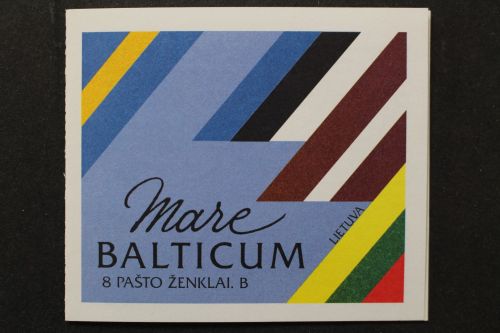 Mare
BALTICUM
8 PAŠTO ŽENKLAI. B
LIETUVA